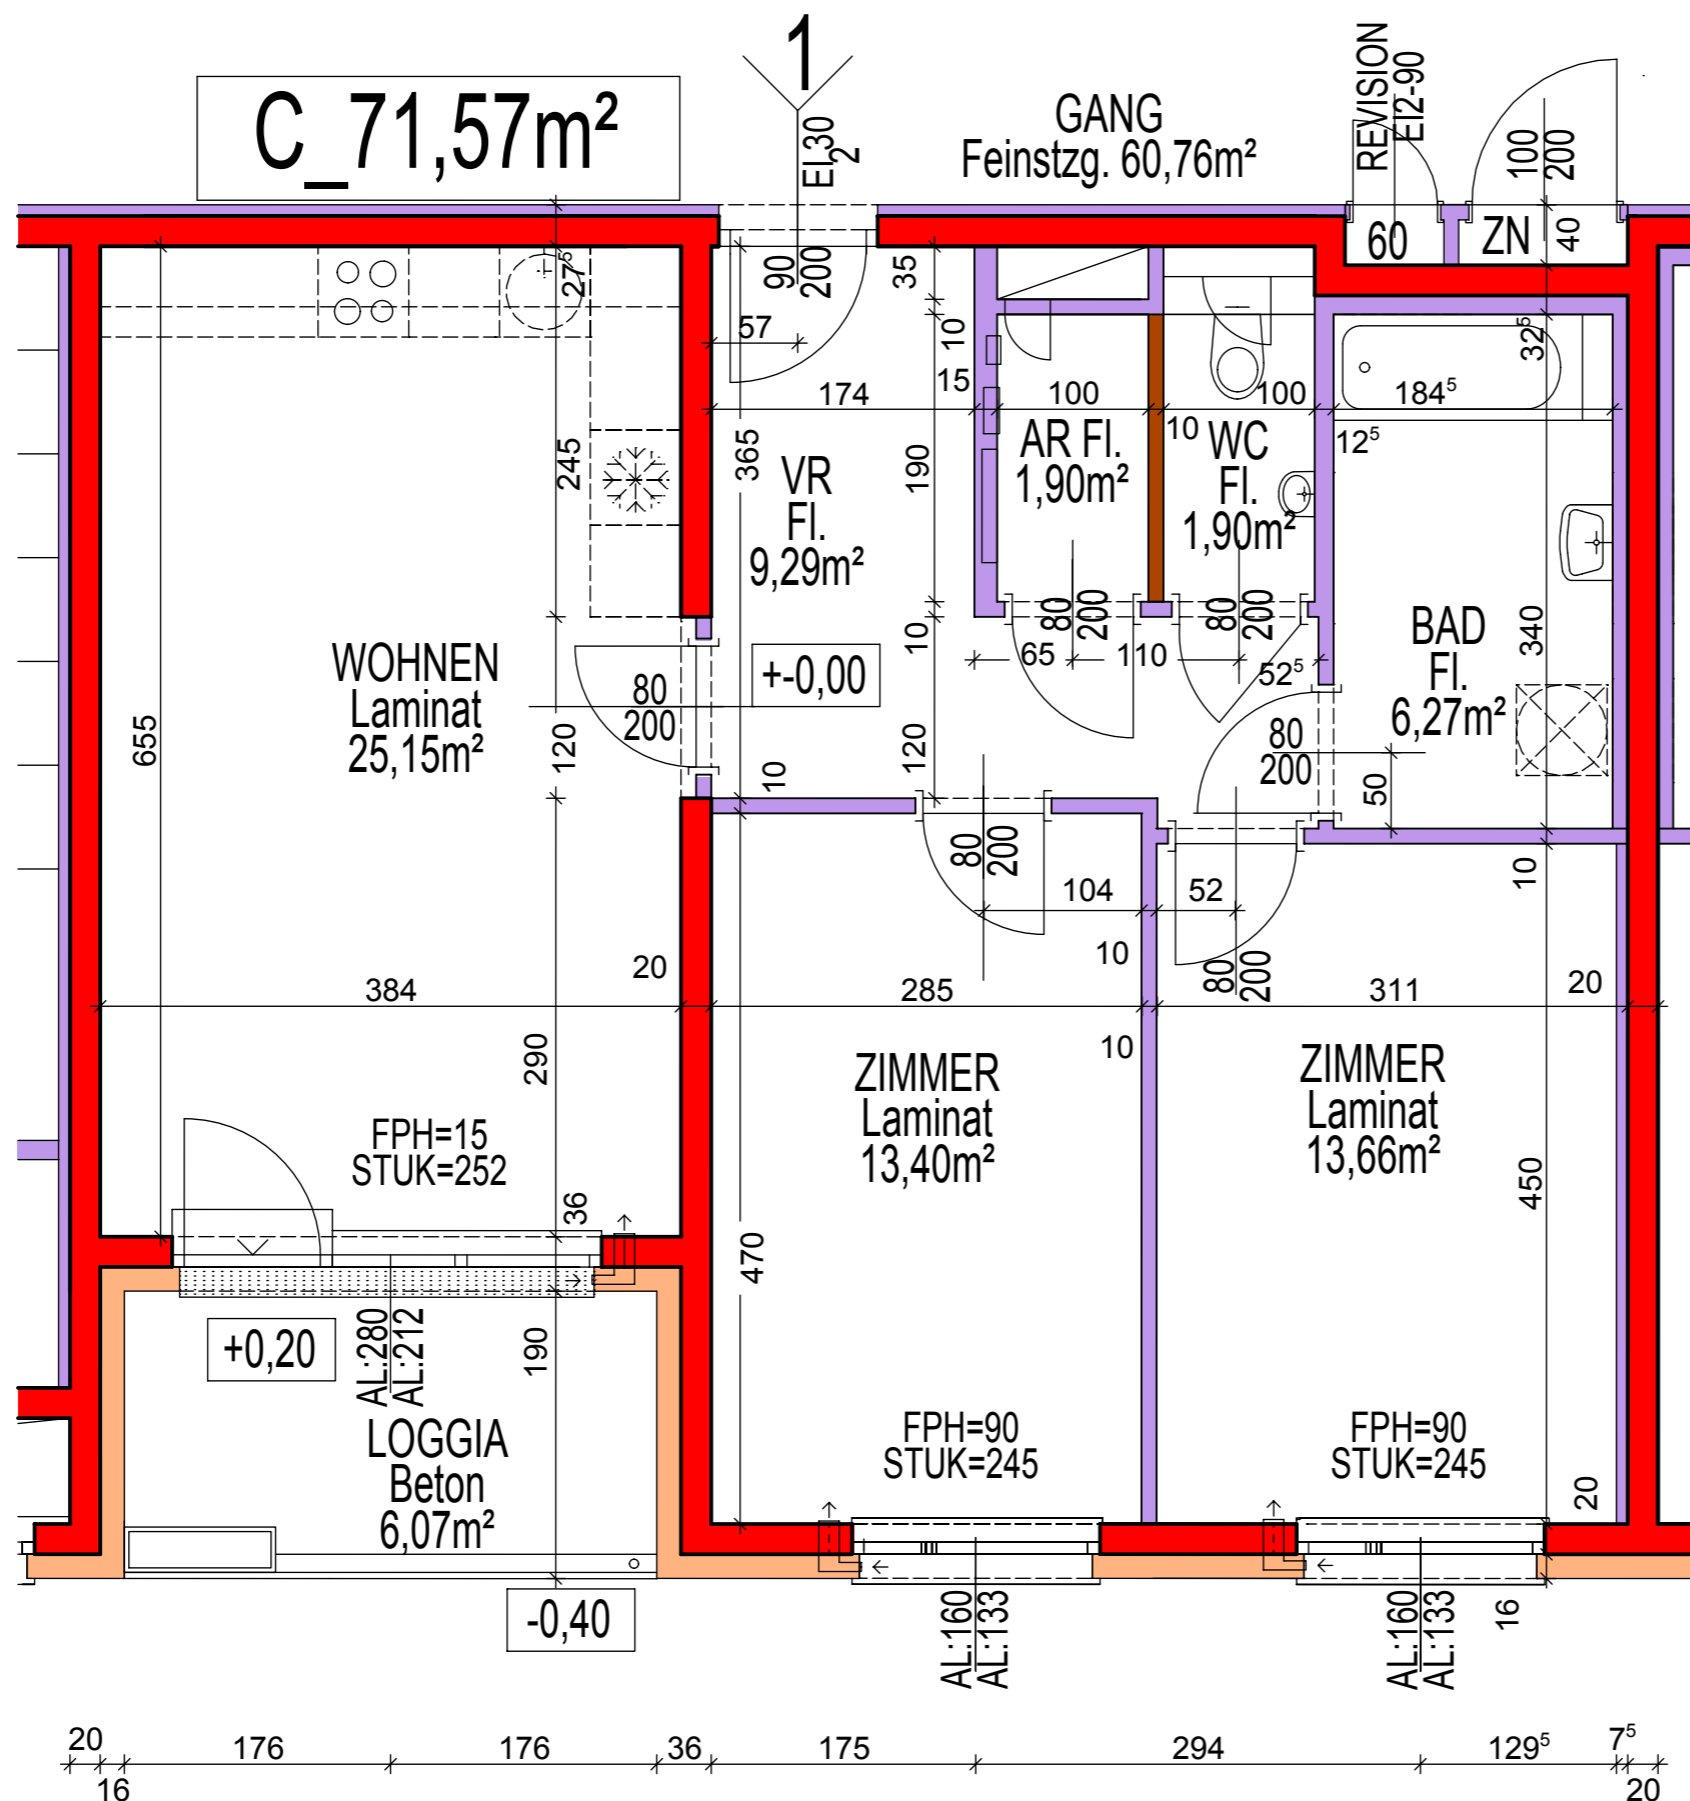 1
C_71,57m²
EI₂30
GANG
Feinstzg. 60,76m²
REVISION
EI2-90
100
200
60
ZN
40
27⁵
90
200
35
57
10
32⁵
15
174
100
100
184⁵
10
12⁵
245
365
190
VR
Fl.
9,29m²
AR Fl.
1,90m²
WC
Fl.
1,90m²
80
200
80
200
BAD
Fl.
6,27m²
340
WOHNEN
Laminat
25,15m²
10
65
110
52⁵
+-0,00
80
200
655
120
120
80
200
10
50
80
200
10
104
52
10
80
200
20
20
384
285
311
10
290
ZIMMER
Laminat
13,40m²
ZIMMER
Laminat
13,66m²
FPH=15
STUK=252
36
450
470
+0,20
AL:280
AL:212
190
LOGGIA
Beton
6,07m²
FPH=90
STUK=245
FPH=90
STUK=245
20
-0,40
AL:160
AL:133
AL:160
AL:133
16
20
176
176
36
175
294
129⁵
7⁵
16
20